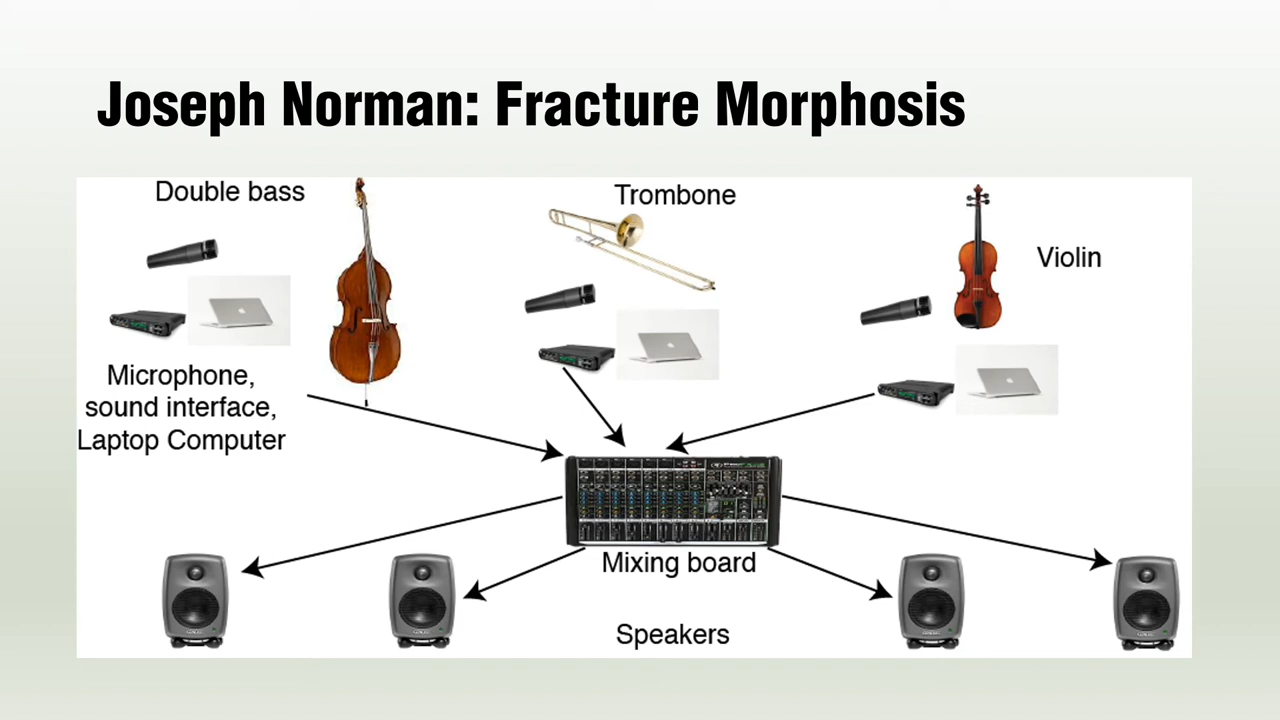 Joseph Norman: Fracture Morphosis
Double bass
Trombone
Violin
Microphone,
sound interface,
Laptop Computer
Mixing board
Speakers